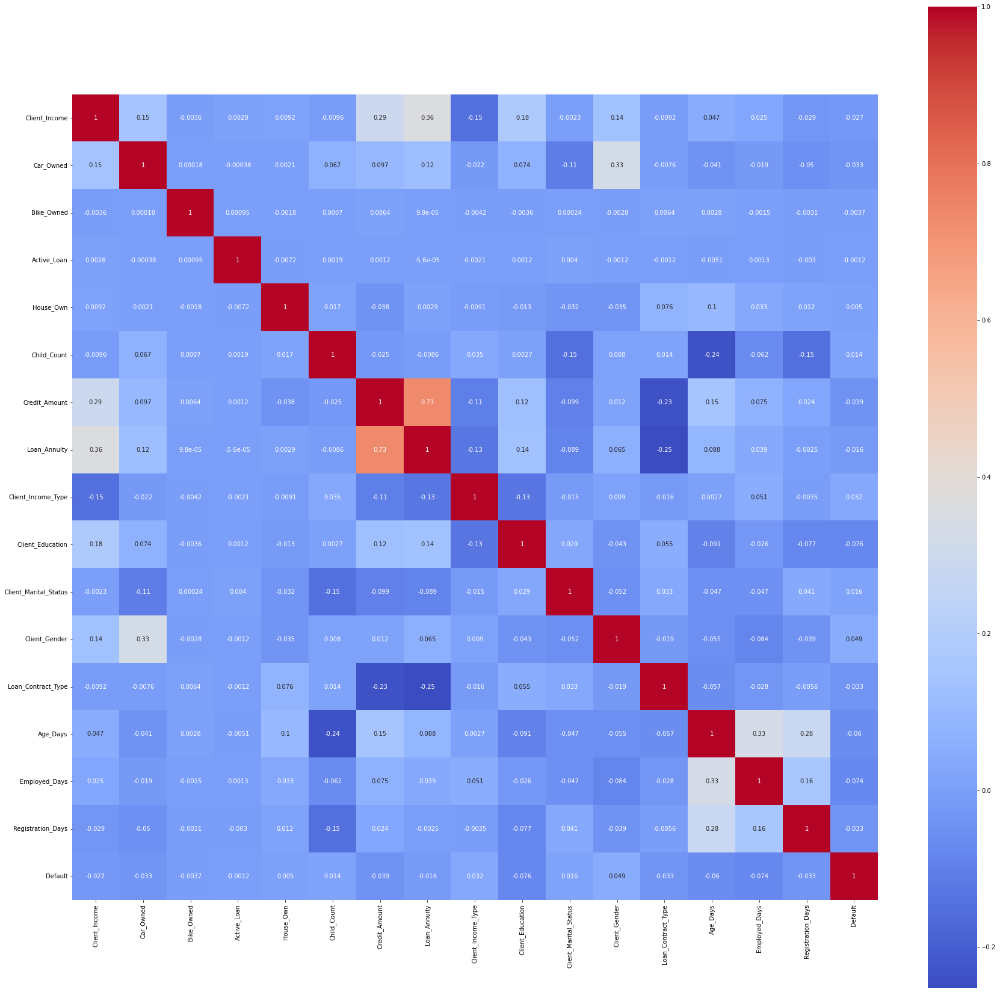 1.0
Client_Income 1 0.15 -0.0036 0.0028 0.0092 -0.0096 0.29 0.36 -0.15 0.18 -0.0023 0.14 -0.0092 0.047 0.025 -0.029 -0.027
Car_Owned 0.15 1 0.00018 -0.00038 0.0021 0.067 0.097 0.12 -0.022 0.074 -0.11 0.33 -0.0076 -0.041 -0.019 -0.05 -0.033
0.8
Bike_Owned -0.0036 0.00018 1 0.00095 -0.0018 0.0007 0.0064 9.8e-05 -0.0042 -0.0036 0.00024 -0.0028 0.0064 0.0028 -0.0015 -0.0031 -0.0037
Active_Loan 0.0028 -0.00038 0.00095 1 -0.0072 0.0019 0.0012 -5.6e-05 -0.0021 0.0012 0.004 -0.0012 -0.0012 -0.0051 0.0013 -0.003 -0.0012
House_Own 0.0092 0.0021 -0.0018 -0.0072 1 0.017 -0.038 0.0029 -0.0091 -0.013 -0.032 -0.035 0.076 0.1 0.033 0.012 0.005
0.6
Child_Count -0.0096 0.067 0.0007 0.0019 0.017 1 -0.025 -0.0086 0.035 0.0027 -0.15 0.008 0.014 -0.24 -0.062 -0.15 0.014
Credit_Amount 0.29 0.097 0.0064 0.0012 -0.038 -0.025 1 0.73 -0.11 0.12 -0.099 0.012 -0.23 0.15 0.075 0.024 -0.039
Loan_Annuity 0.36 0.12 9.8e-05 -5.6e-05 0.0029 -0.0086 0.73 1 -0.13 0.14 -0.089 0.065 -0.25 0.088 0.039 -0.0025 -0.016
0.4
Client_Income_Type -0.15 -0.022 -0.0042 -0.0021 -0.0091 0.035 -0.11 -0.13 1 -0.13 -0.015 0.009 -0.016 0.0027 0.051 -0.0035 0.032
Client_Education 0.18 0.074 -0.0036 0.0012 -0.013 0.0027 0.12 0.14 -0.13 1 0.029 -0.043 0.055 -0.091 -0.026 -0.077 -0.076
Client_Marital_Status -0.0023 -0.11 0.00024 0.004 -0.032 -0.15 -0.099 -0.089 -0.015 0.029 1 -0.052 0.033 -0.047 -0.047 0.041 0.016
0.2
Client_Gender 0.14 0.33 -0.0028 -0.0012 -0.035 0.008 0.012 0.065 0.009 -0.043 -0.052 1 -0.019 -0.055 -0.084 -0.039 0.049
Loan_Contract_Type -0.0092 -0.0076 0.0064 -0.0012 0.076 0.014 -0.23 -0.25 -0.016 0.055 0.033 -0.019 1 -0.057 -0.028 -0.0056 -0.033
Age_Days 0.047 -0.041 0.0028 -0.0051 0.1 -0.24 0.15 0.088 0.0027 -0.091 -0.047 -0.055 -0.057 1 0.33 0.28 -0.06
Employed_Days 0.025 -0.019 -0.0015 0.0013 0.033 -0.062 0.075 0.039 0.051 -0.026 -0.047 -0.084 -0.028 0.33 1 0.16 -0.074
0.0
Registration_Days -0.029 -0.05 -0.0031 -0.003 0.012 -0.15 0.024 -0.0025 -0.0035 -0.077 0.041 -0.039 -0.0056 0.28 0.16 1 -0.033
Default -0.027 -0.033 -0.0037 -0.0012 0.005 0.014 -0.039 -0.016 0.032 -0.076 0.016 0.049 -0.033 -0.06 -0.074 -0.033 1
Client_Income
Car_Owned
Bike_Owned
Active_Loan
House_Own
Child_Count
Credit_Amount
Loan_Annuity
Client_Income_Type
Client_Education
Client_Marital_Status
Client_Gender
Loan_Contract_Type
Age_Days
Employed_Days
Registration_Days
Default
−0.2